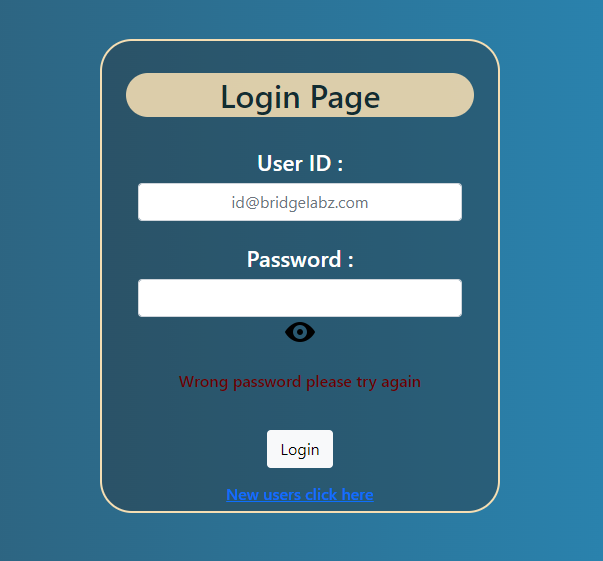 Login Page
User ID :
id@bridgelabz.com
Password :
Wrong password please try again
Login
New users click here